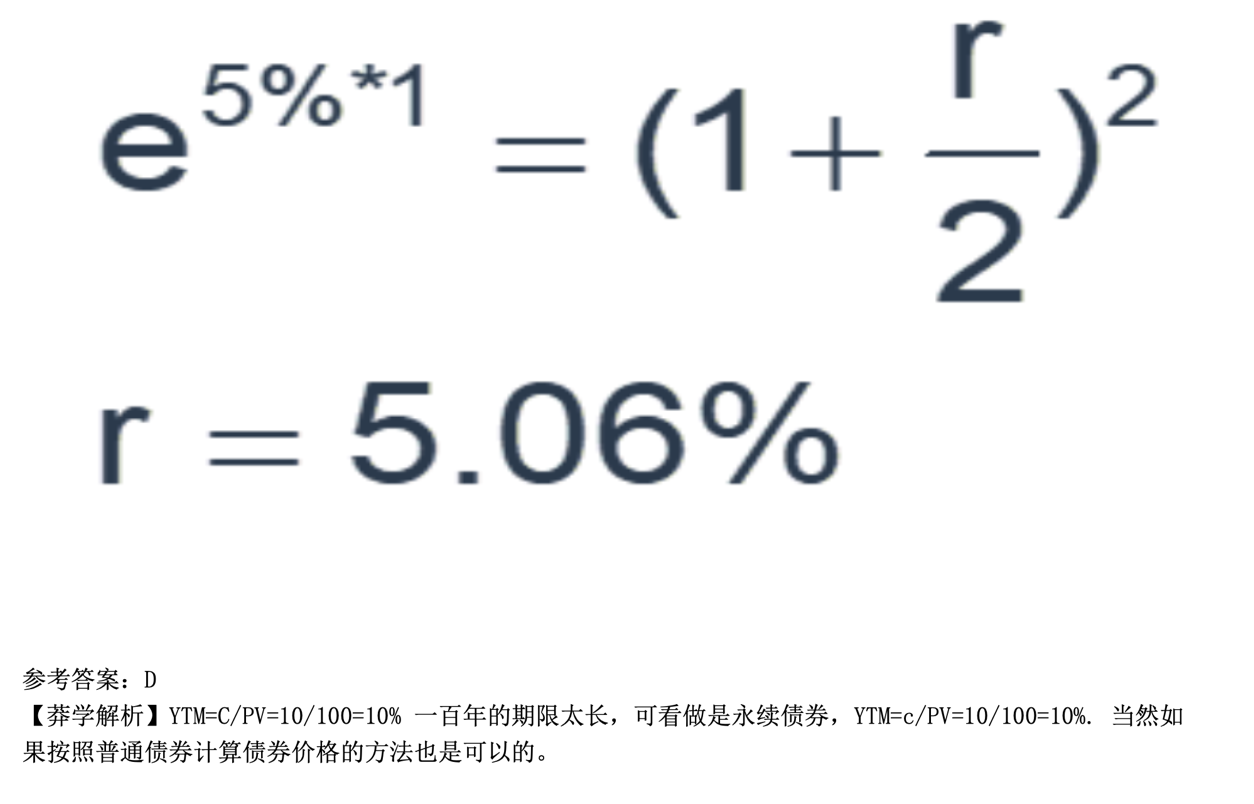 e^{5%*1} = (1+ r/2)^2
r = 5.06%
参考答案：D
【莽学解析】YTM=C/PV=10/100=10% 一百年的期限太长，可看做是永续债券，YTM=c/PV=10/100=10%. 当然如
果按照普通债券计算债券价格的方法也是可以的。